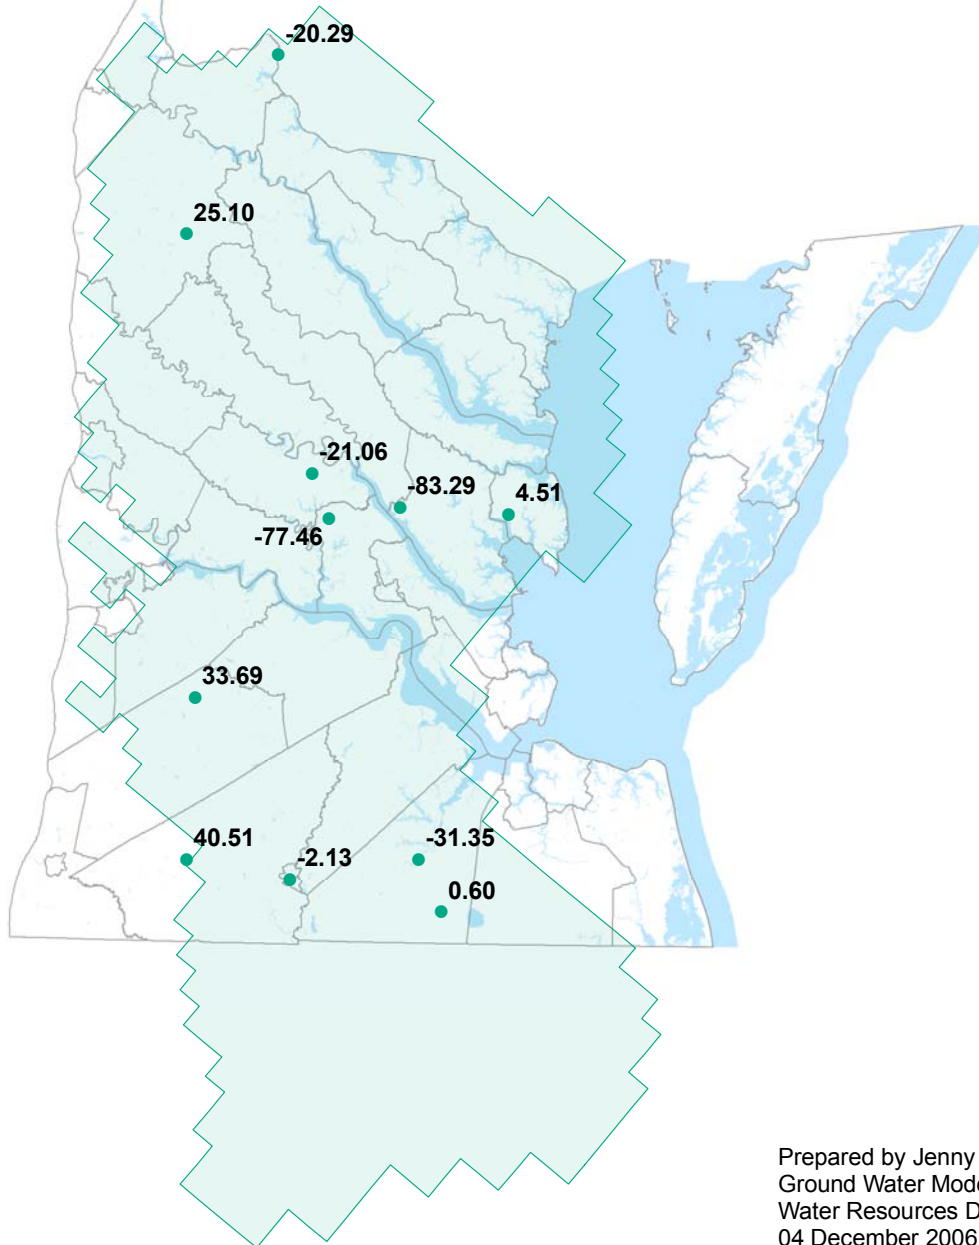 -20.29
25.10
-21.06
-83.29
4.51
-77.46
33.69
40.51
-2.13
-31.35
0.60
Prepared by Jenny
Ground Water Mode
Water Resources D
04 December 2006